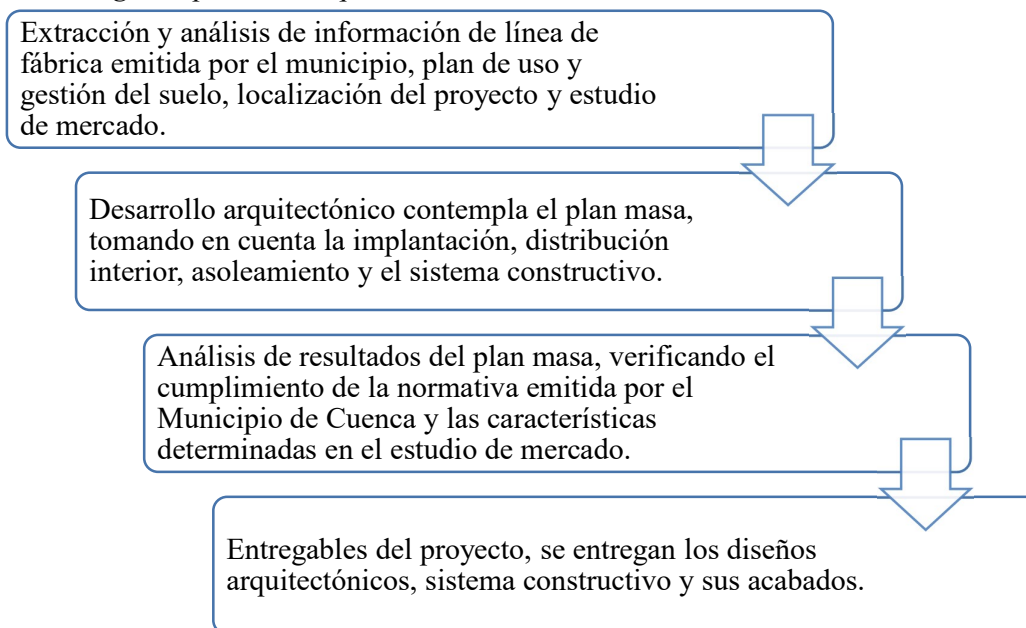 Extracción y análisis de información de línea de
fábrica emitida por el municipio, plan de uso y
gestión del suelo, localización del proyecto y estudio
de mercado.
Desarrollo arquitectónico contempla el plan masa,
tomando en cuenta la implantación, distribución
interior, asoleamiento y el sistema constructivo.
Análisis de resultados del plan masa, verificando el
cumplimiento de la normativa emitida por el
Municipio de Cuenca y las características
determinadas en el estudio de mercado.
Entregables del proyecto, se entregan los diseños
arquitectónicos, sistema constructivo y sus acabados.